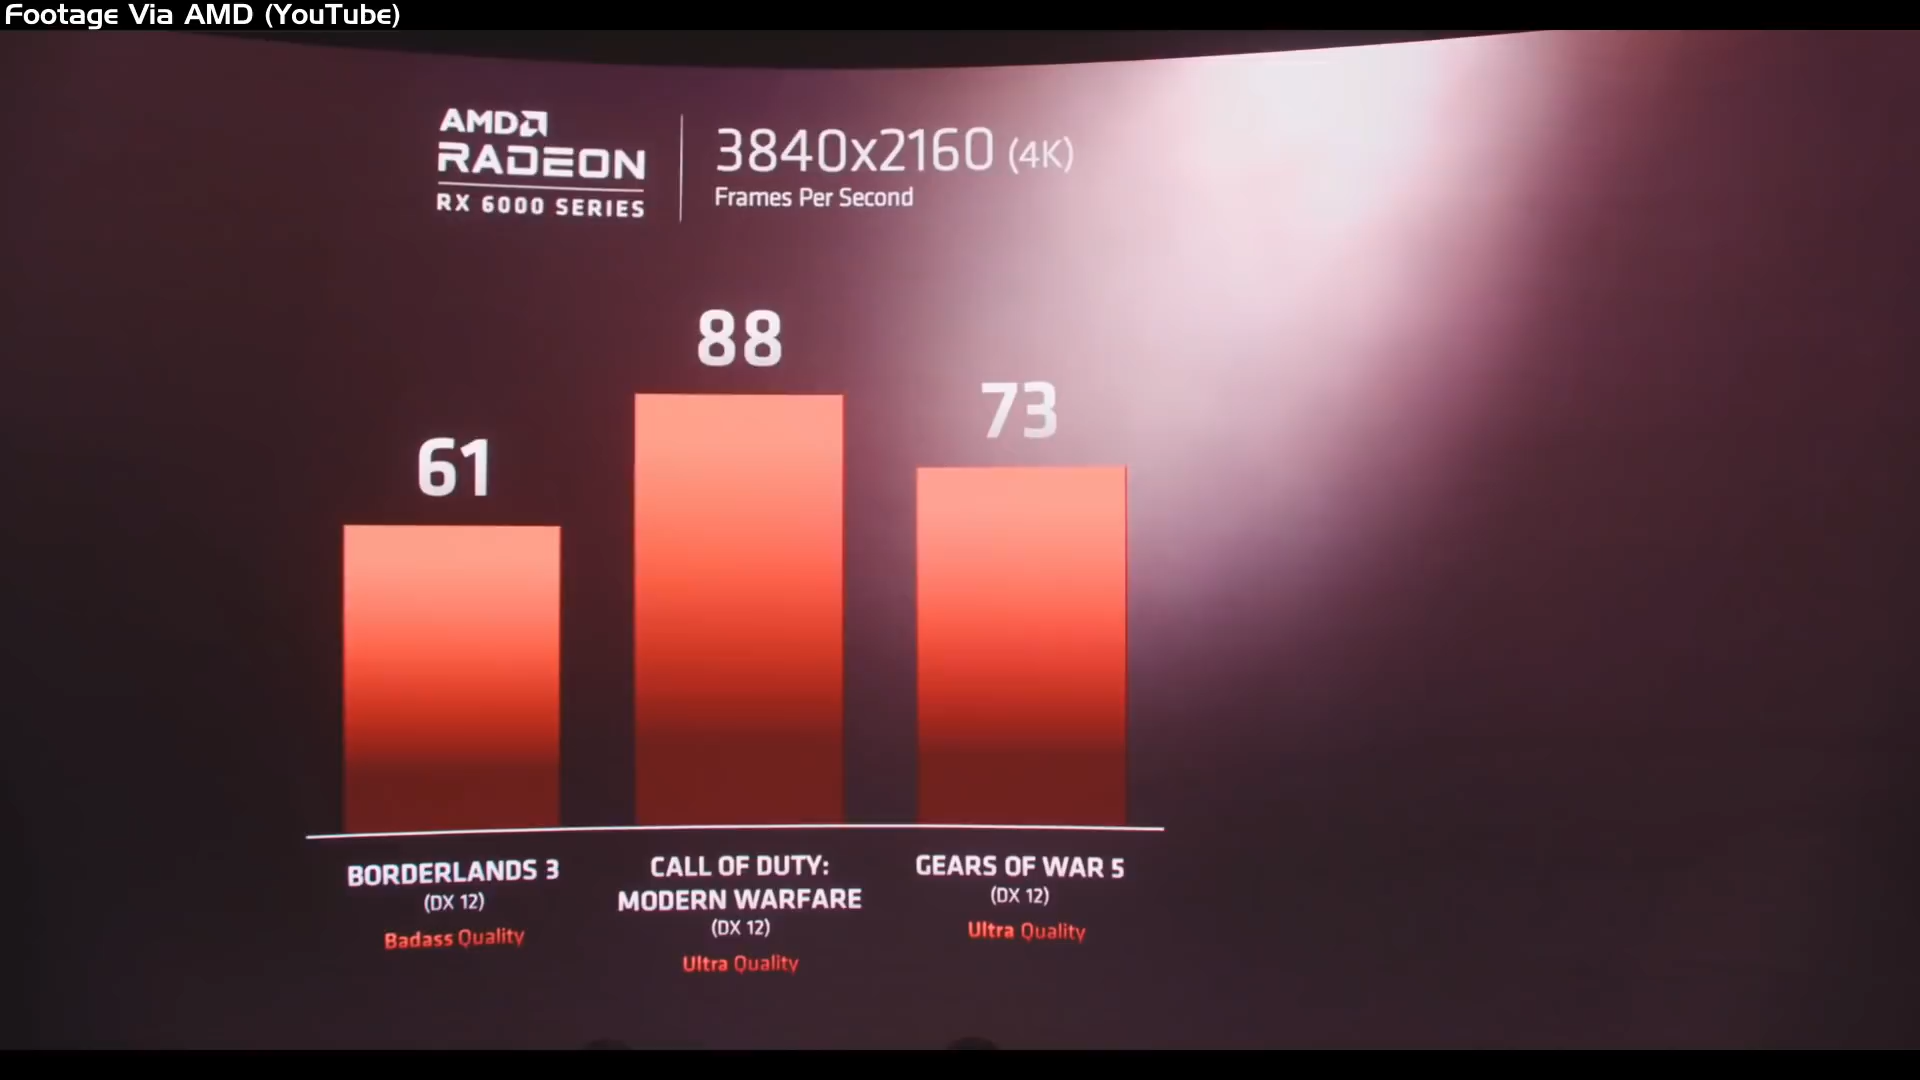 Footage Via AMD (YouTube)
AMD
RADEON
RX 6000 SERIES
3840x2160 (4K)
Frames Per Second
61
88
73
BORDERLANDS 3
(DX 12)
Badass Quality
CALL OF DUTY:
MODERN WARFARE
(DX 12)
Ultra Quality
GEARS OF WAR 5
(DX 12)
Ultra Quality